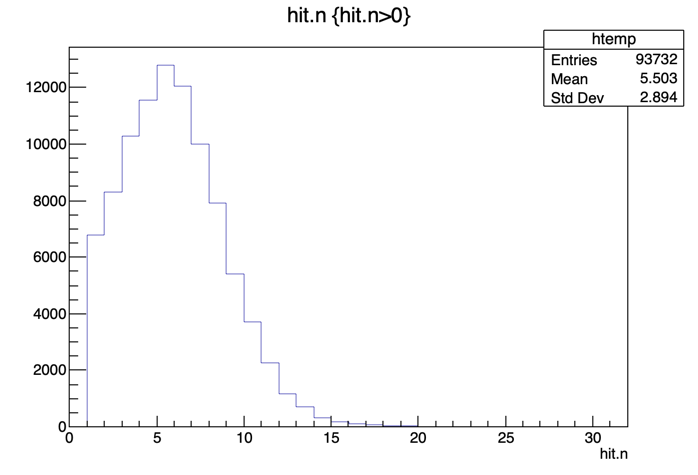 hit.n {hit.n>0}
htemp
Entries 93732
Mean 5.503
Std Dev 2.894
12000
10000
8000
6000
4000
2000
0
0 5 10 15 20 25 30
hit.n